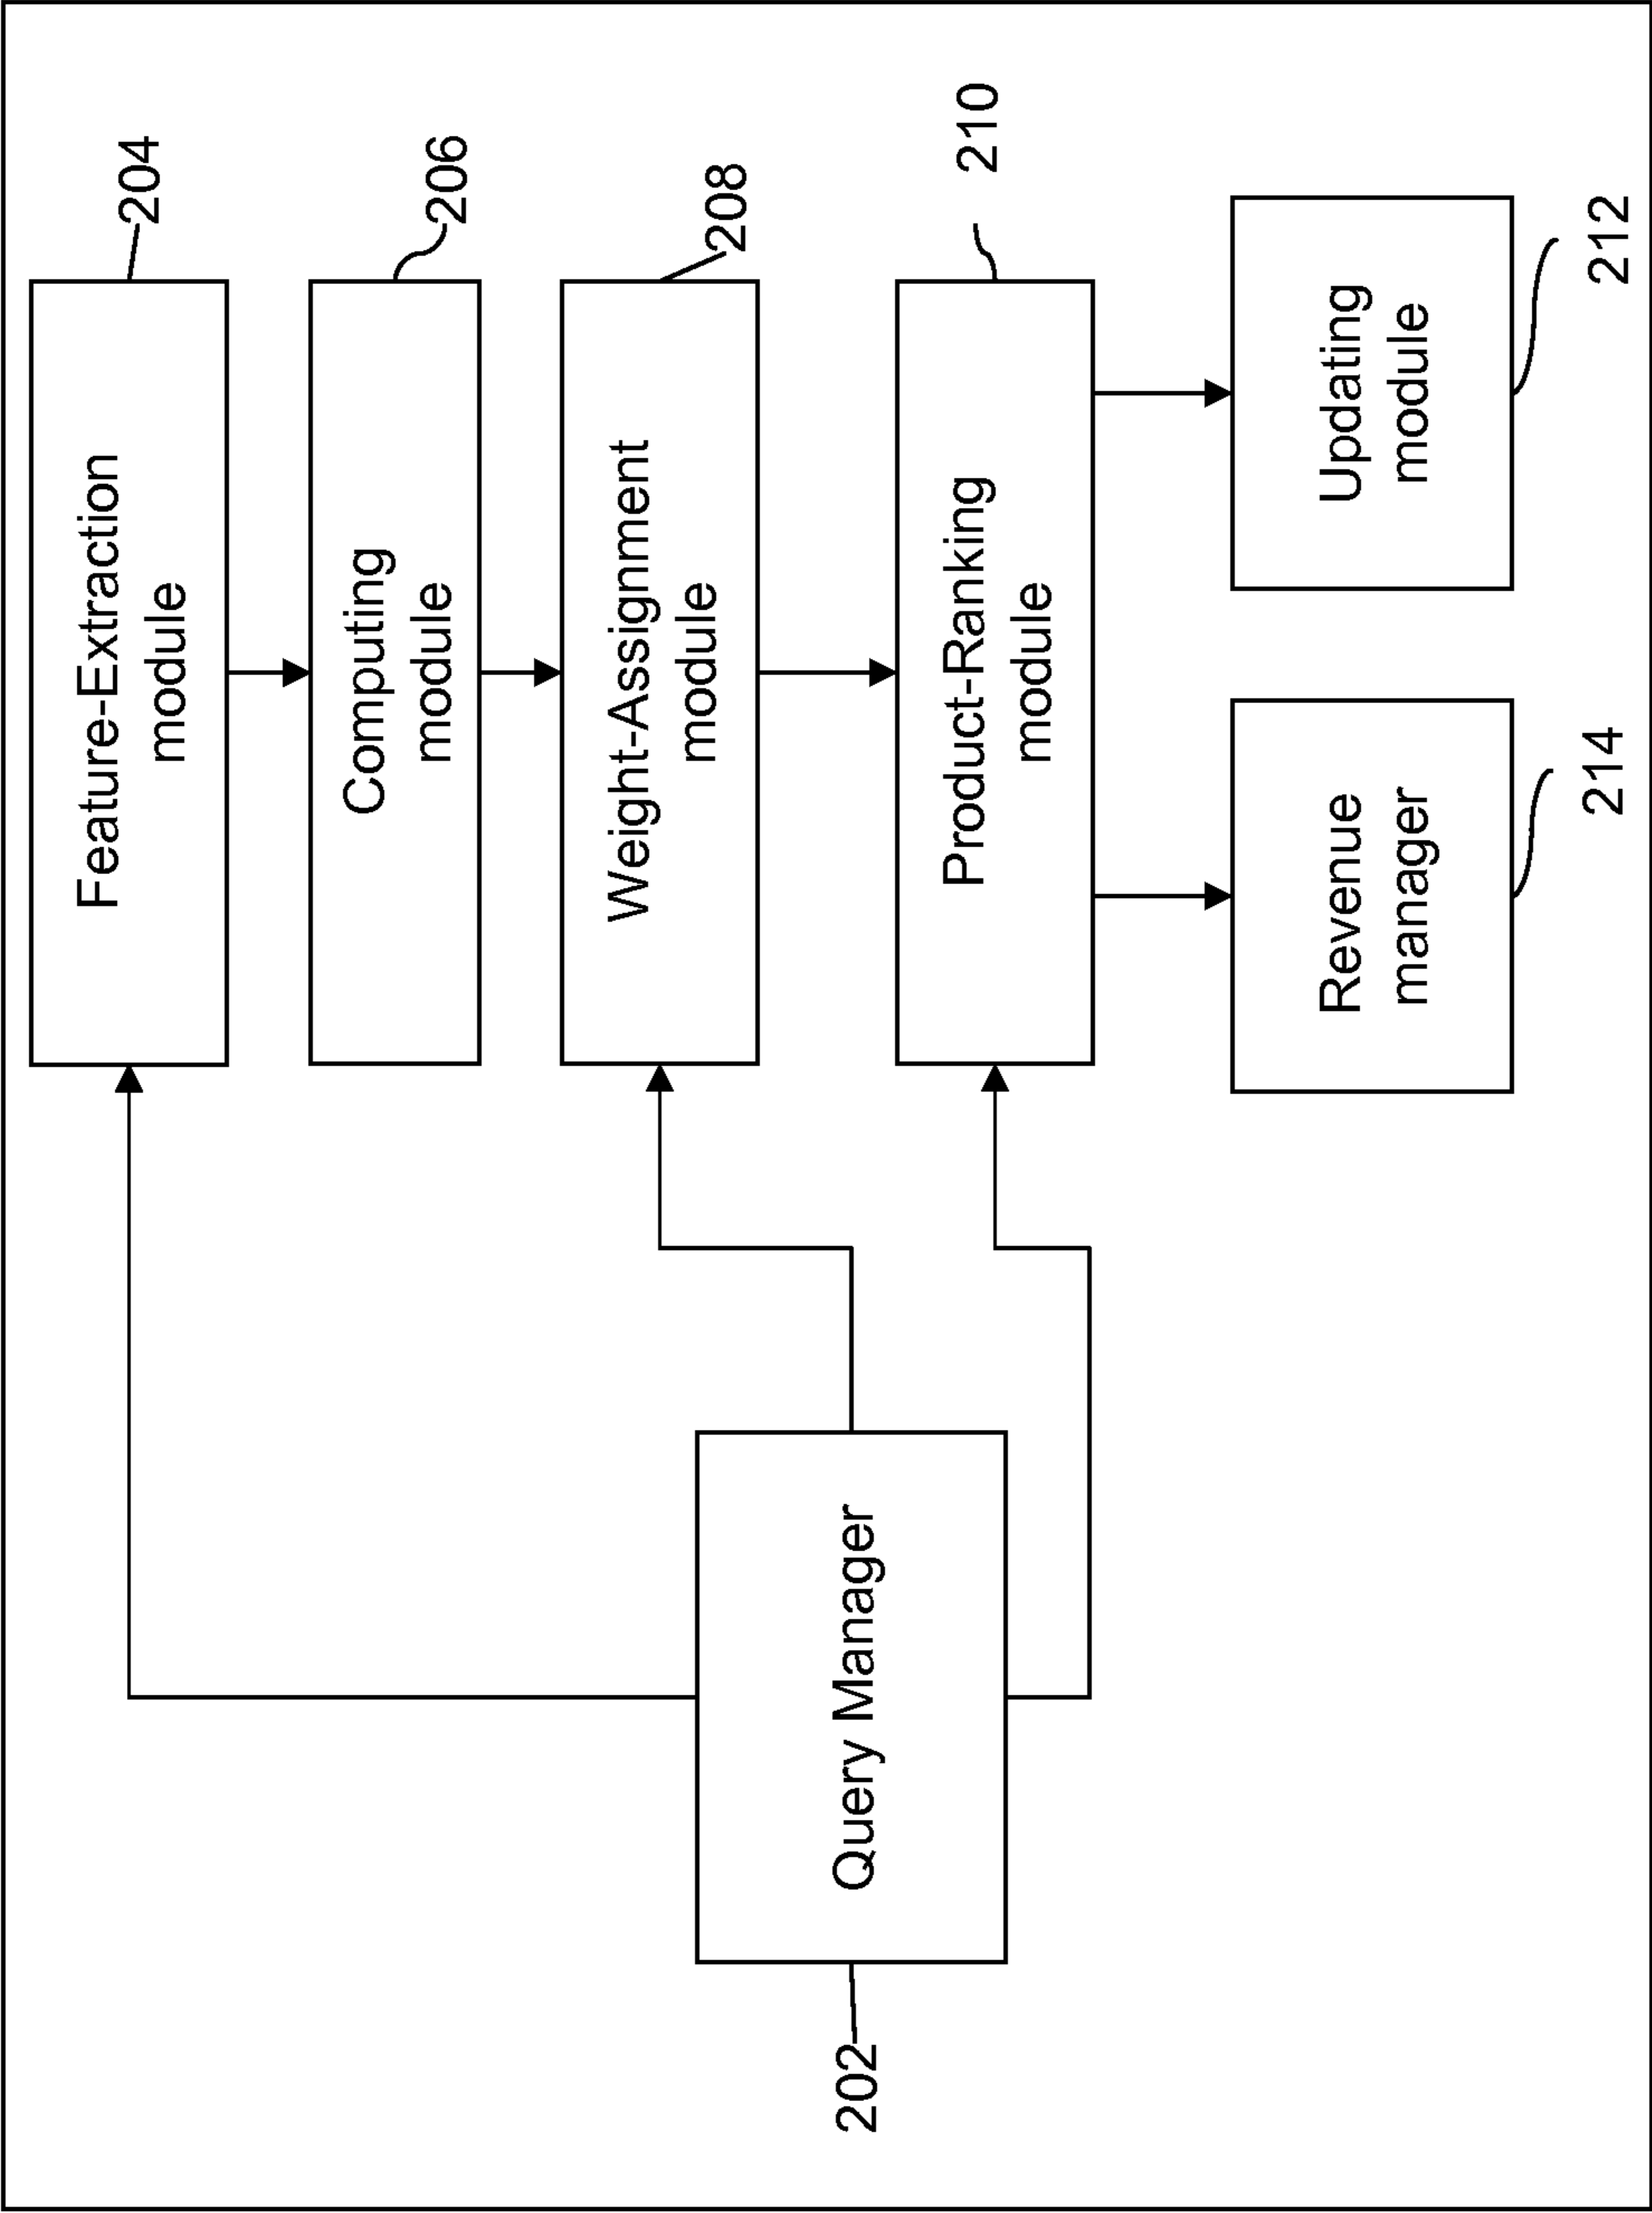 204
Feature-Extraction
module
206
Computing
module
208
Weight-Assignment
module
210
Product-Ranking
module
Query Manager
202
Updating
module
212
Revenue
manager
214